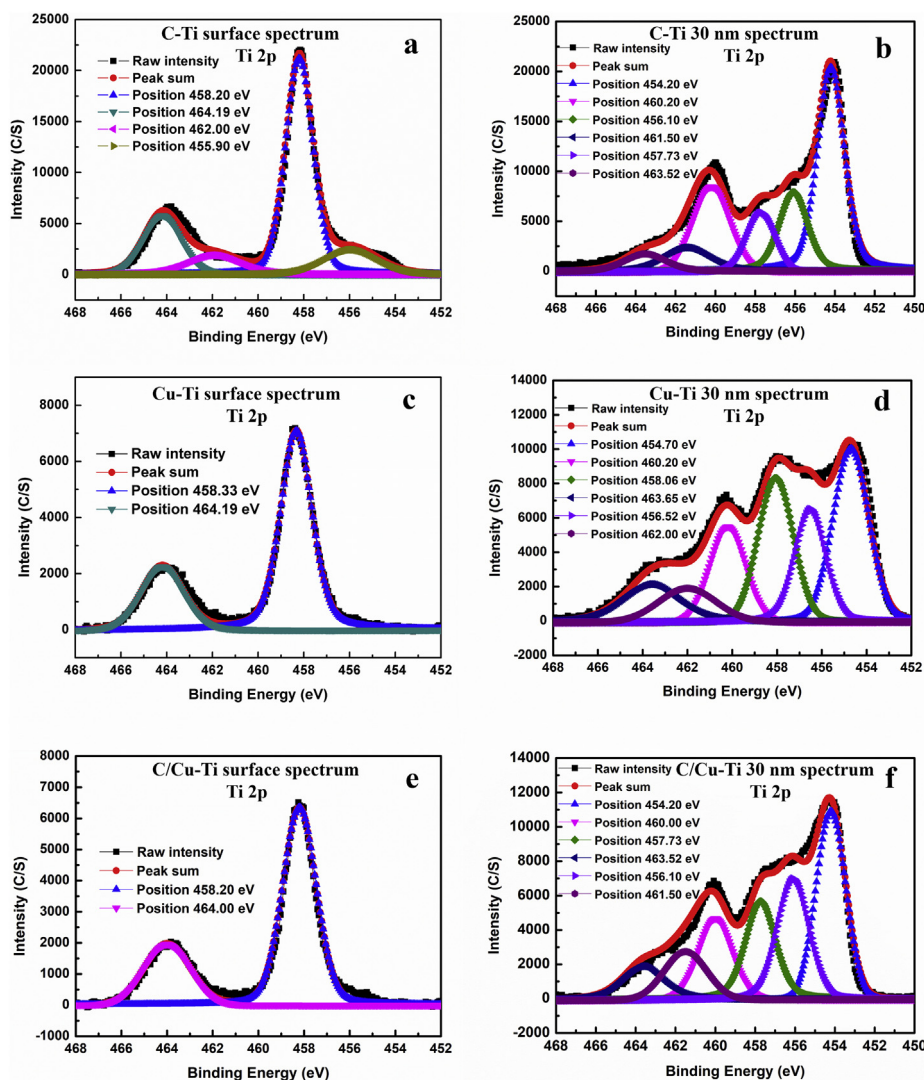 C-Ti surface spectrum
Ti 2p
a
Raw intensity
Peak sum
Position 458.20 eV
Position 464.19 eV
Position 462.00 eV
Position 455.90 eV
Intensity (C/S)
25000
20000
15000
10000
5000
0
468 466 464 462 460 458 456 454 452
Binding Energy (eV)
C-Ti 30 nm spectrum
Ti 2p
b
Raw intensity
Peak sum
Position 454.20 eV
Position 460.20 eV
Position 456.10 eV
Position 461.50 eV
Position 457.73 eV
Position 463.52 eV
Intensity (C/S)
25000
20000
15000
10000
5000
0
468 466 464 462 460 458 456 454 452 450
Binding Energy (eV)
Cu-Ti surface spectrum
Ti 2p
c
Raw intensity
Peak sum
Position 458.33 eV
Position 464.19 eV
Intensity (C/S)
8000
6000
4000
2000
0
468 466 464 462 460 458 456 454 452
Binding Energy (eV)
Cu-Ti 30 nm spectrum
Ti 2p
d
Raw intensity
Peak sum
Position 454.70 eV
Position 460.20 eV
Position 458.06 eV
Position 463.65 eV
Position 456.52 eV
Position 462.00 eV
Intensity (C/S)
14000
12000
10000
8000
6000
4000
2000
0
-2000
468 466 464 462 460 458 456 454 452
Binding Energy (eV)
C/Cu-Ti surface spectrum
Ti 2p
e
Raw intensity
Peak sum
Position 458.20 eV
Position 464.00 eV
Intensity (C/S)
8000
7000
6000
5000
4000
3000
2000
1000
0
-1000
468 466 464 462 460 458 456 454 452
Binding Energy (eV)
C/Cu-Ti 30 nm spectrum
Ti 2p
f
Raw intensity
Peak sum
Position 454.20 eV
Position 460.00 eV
Position 457.73 eV
Position 463.52 eV
Position 456.10 eV
Position 461.50 eV
Intensity (C/S)
14000
12000
10000
8000
6000
4000
2000
0
-2000
468 466 464 462 460 458 456 454 452 450
Binding Energy (eV)